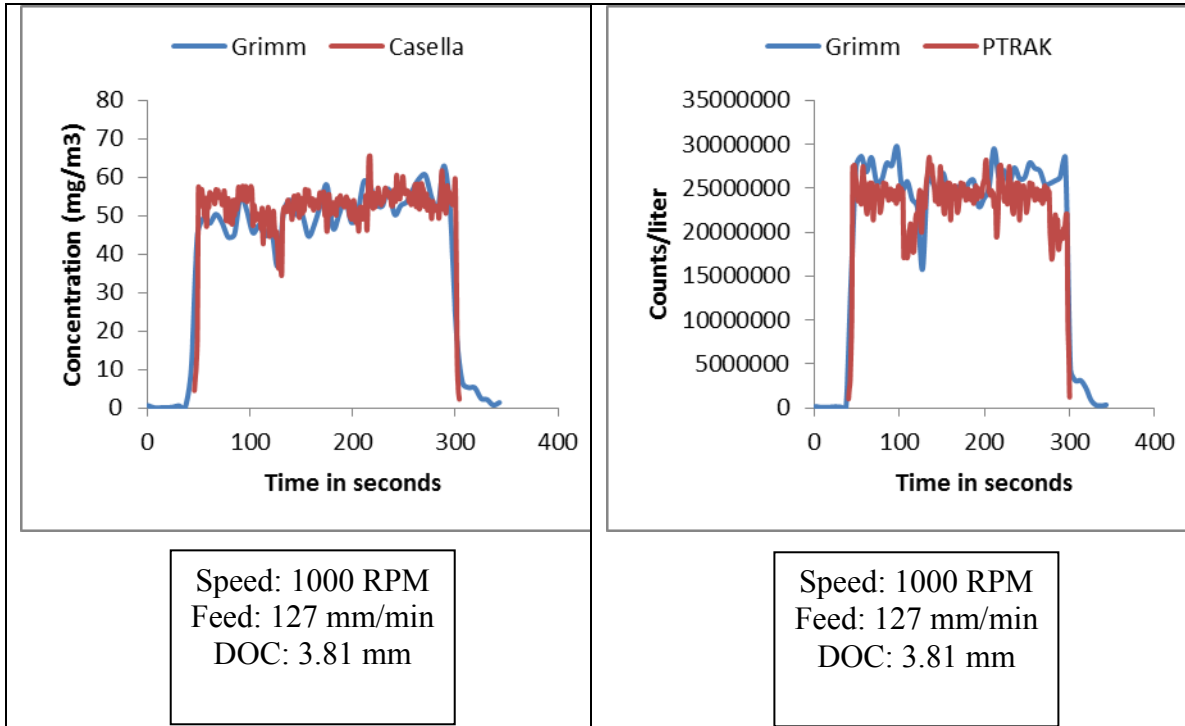 Grimm Casella
Concentration (mg/m3)
80
70
60
50
40
30
20
10
0
0 100 200 300 400
Time in seconds
Speed: 1000 RPM
Feed: 127 mm/min
DOC: 3.81 mm
Grimm PTRAK
Counts/liter
35000000
30000000
25000000
20000000
15000000
10000000
5000000
0
0 100 200 300 400
Time in seconds
Speed: 1000 RPM
Feed: 127 mm/min
DOC: 3.81 mm